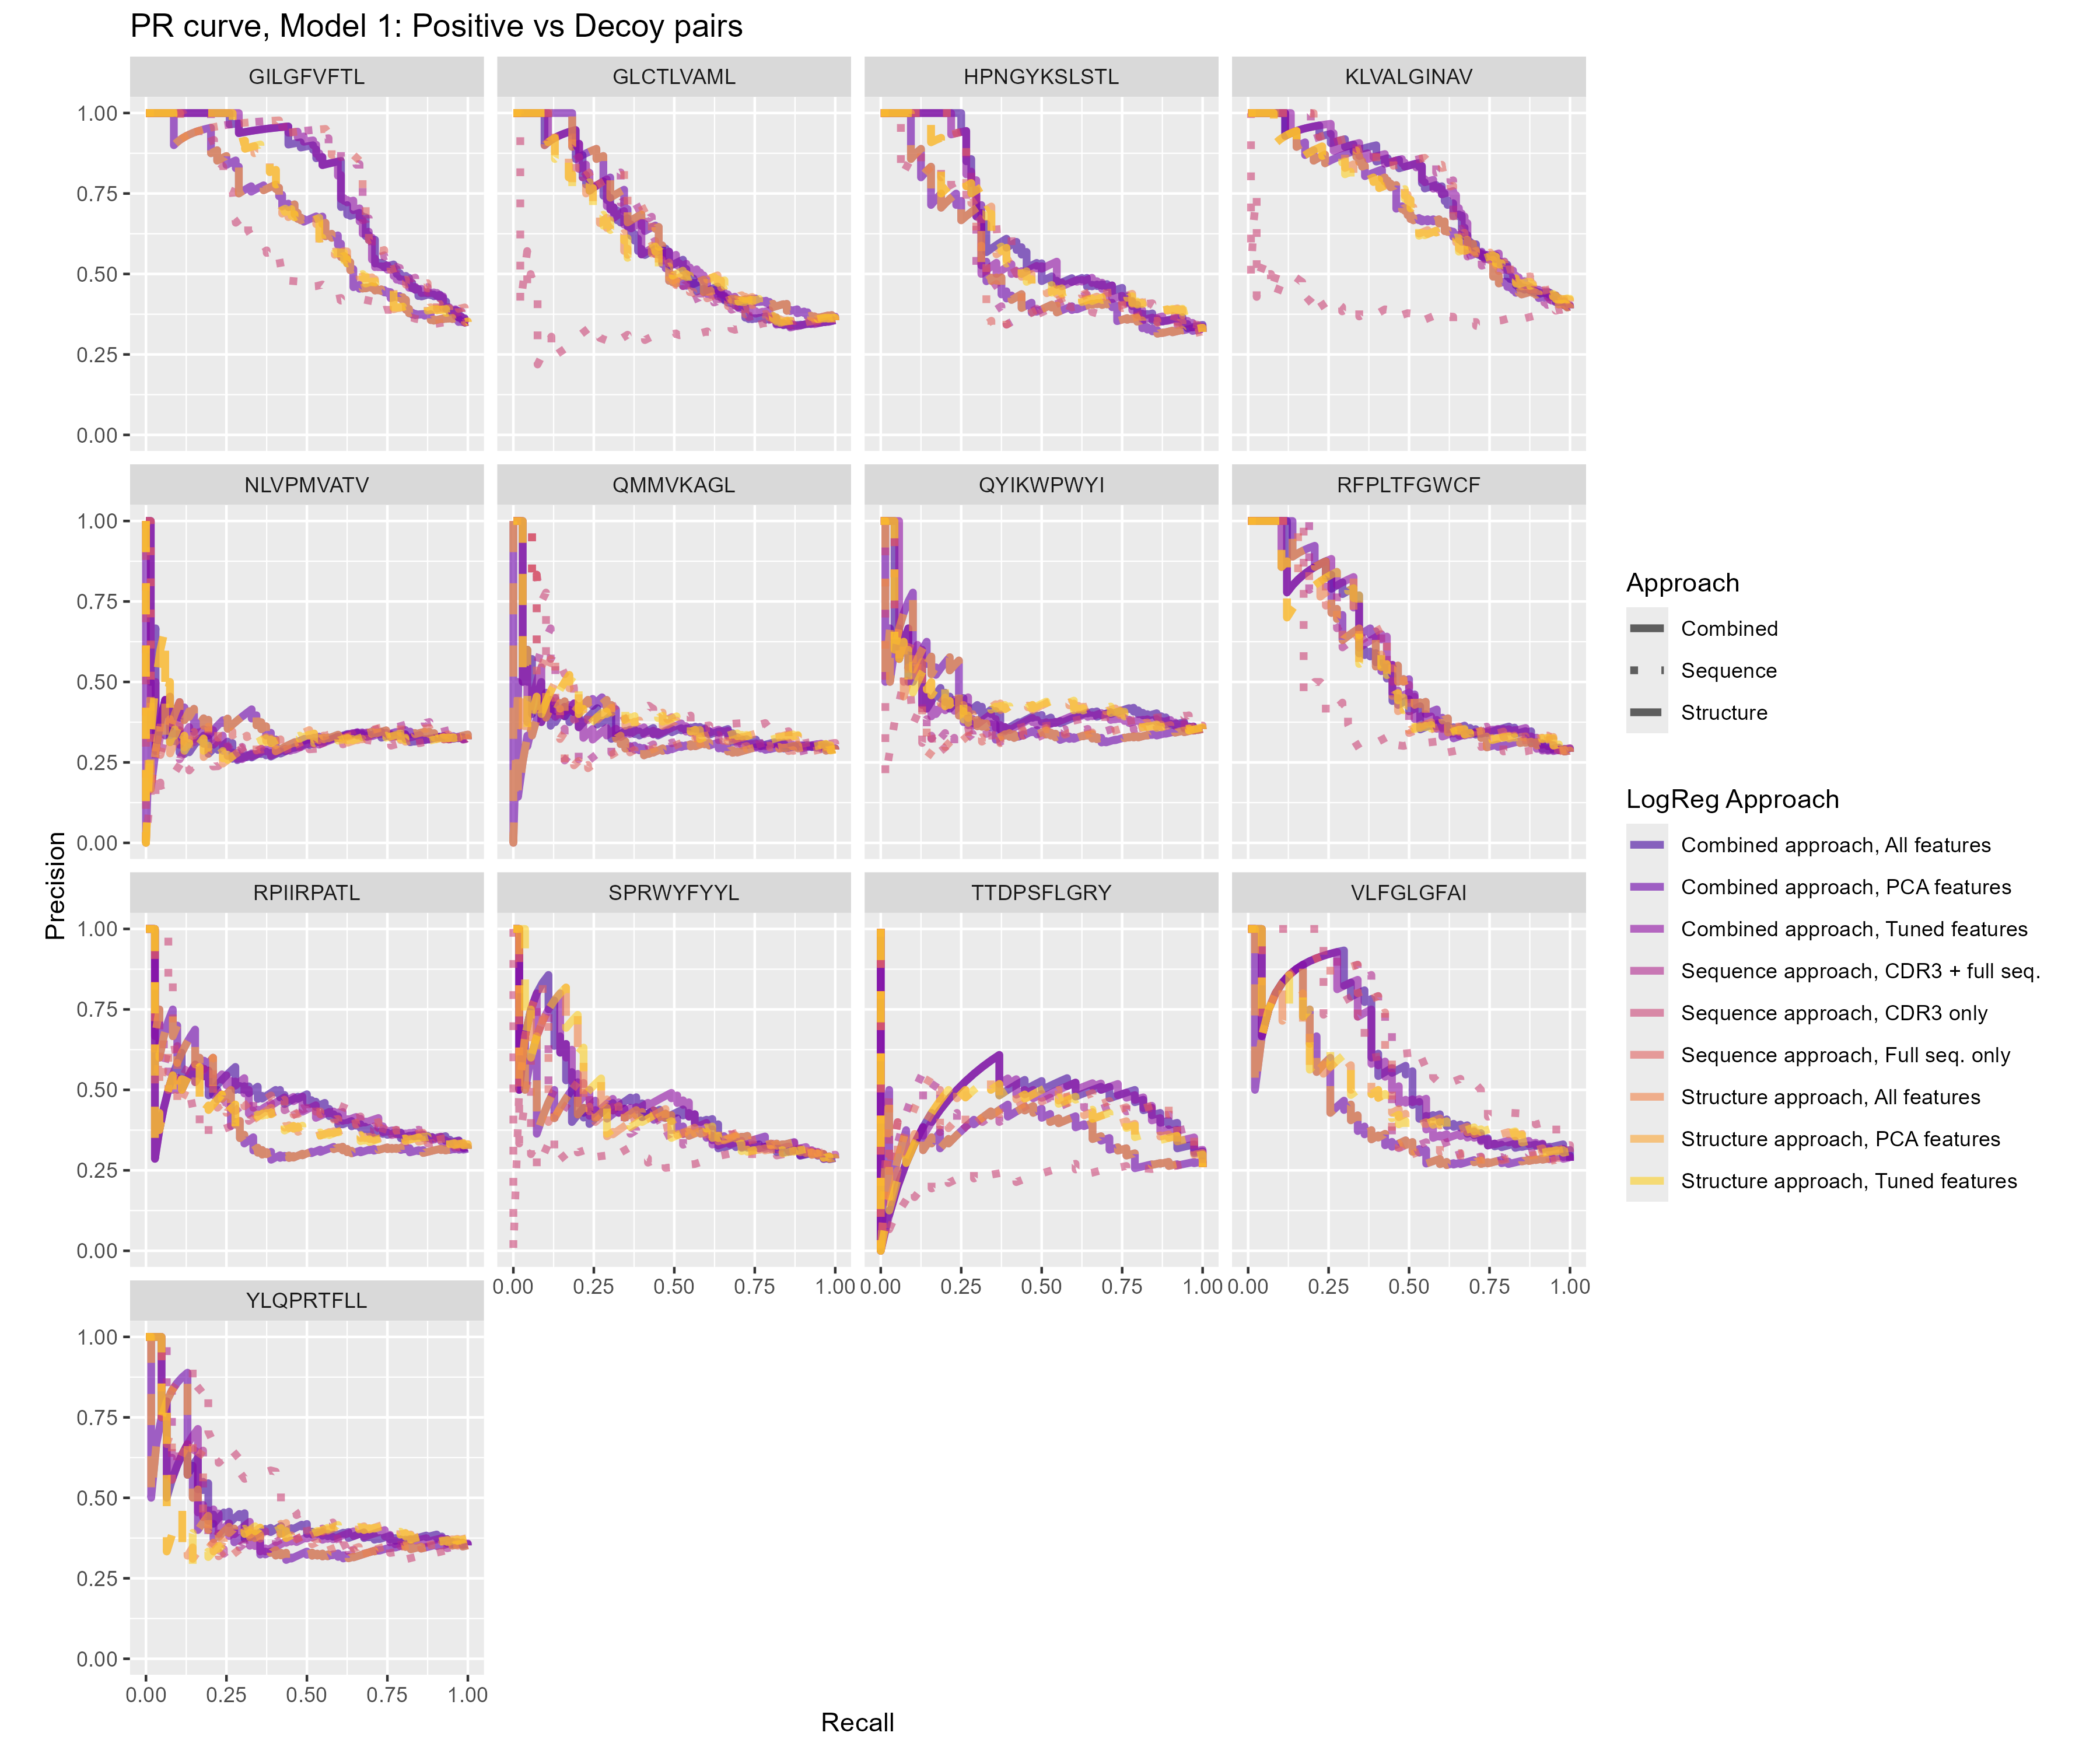 PR curve, Model 1: Positive vs Decoy pairs
GILGFVFTL
GLCTLVAML
HPNGYKSLSTL
KLVALGINAV
1.00
0.75
0.50
0.25
0.00
NLVPMVATV
QMMVKAGL
QYIKWPWYI
RFPLTFGWCF
1.00
0.75
0.50
0.25
0.00
RPIIRPATL
SPRWYFYYL
TTDPSFLGRY
VLFGLGFAI
1.00
0.75
0.50
0.25
0.00
0.00 0.25 0.50 0.75 1.00
0.00 0.25 0.50 0.75 1.00
0.00 0.25 0.50 0.75 1.00
YLQPRTFLL
1.00
0.75
0.50
0.25
0.00
0.00 0.25 0.50 0.75 1.00
Precision
Recall
Approach
Combined
Sequence
Structure
LogReg Approach
Combined approach, All features
Combined approach, PCA features
Combined approach, Tuned features
Sequence approach, CDR3 + full seq.
Sequence approach, CDR3 only
Sequence approach, Full seq. only
Structure approach, All features
Structure approach, PCA features
Structure approach, Tuned features